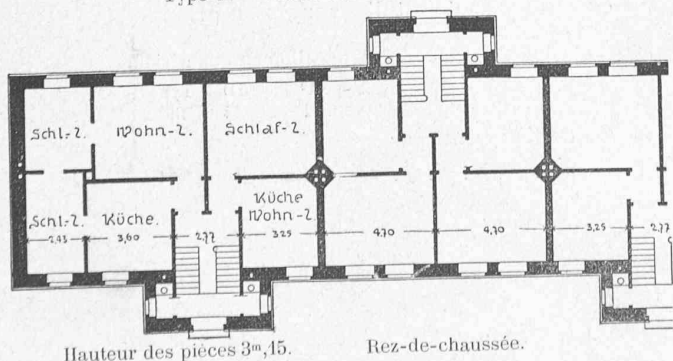 Schl.-Z.
Wohn-Z.
Schlaf-Z.
Schl.-Z.
Küche.
Küche
Wohn-Z.
2,43
3,60
2,77
3,25
4,70
4,70
3,25
2,77
Hauteur des pièces 3ᵐ,15.
Rez-de-chaussée.